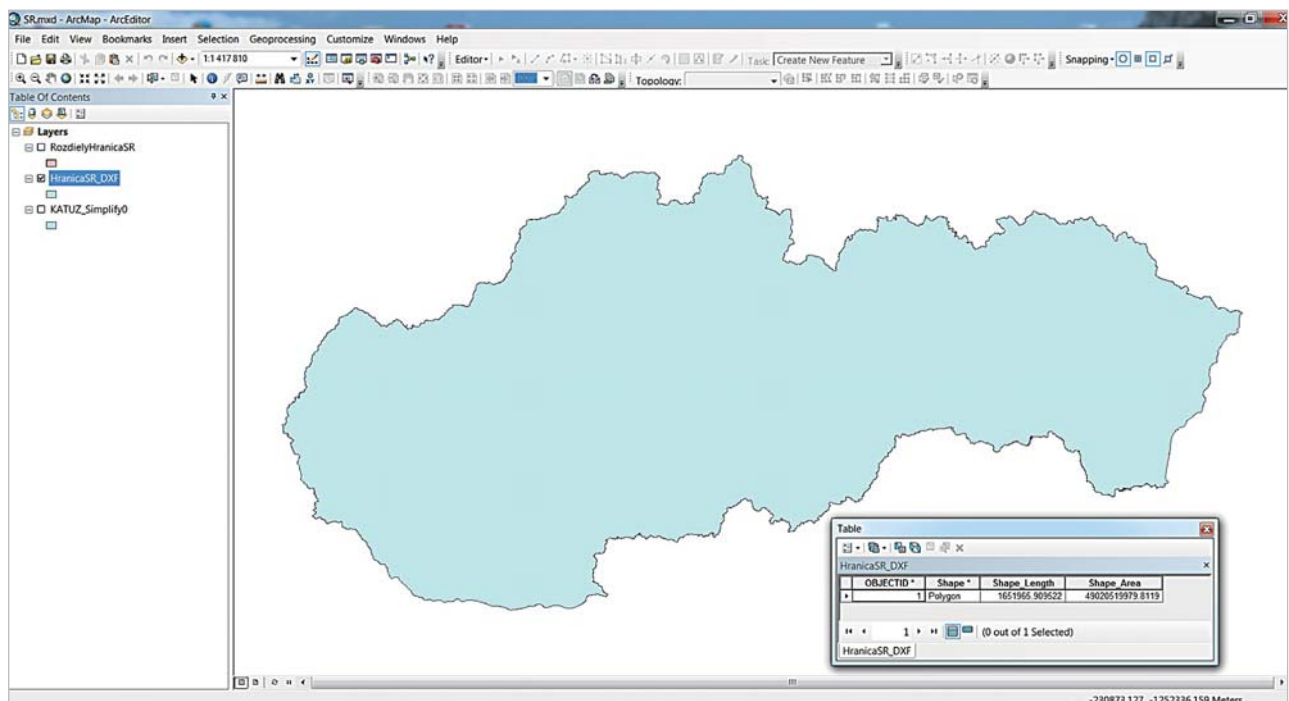 SR.mxd - ArcMap - ArcEditor
File Edit View Bookmarks Insert Selection Geoprocessing Customize Windows Help
1:1 417 810 Editor Task: Create New Feature Snapping
Topology:
Table Of Contents
Layers
RozdielyHranicaSR
HranicaSR_DXF
KATUZ_Simplify0
Table
HranicaSR_DXF
OBJECTID * Shape * Shape_Length Shape_Area
1 Polygon 1651965.909522 49020519979.8119
1 (0 out of 1 Selected)
HranicaSR_DXF
-230873,127 -1252336,159 Meters